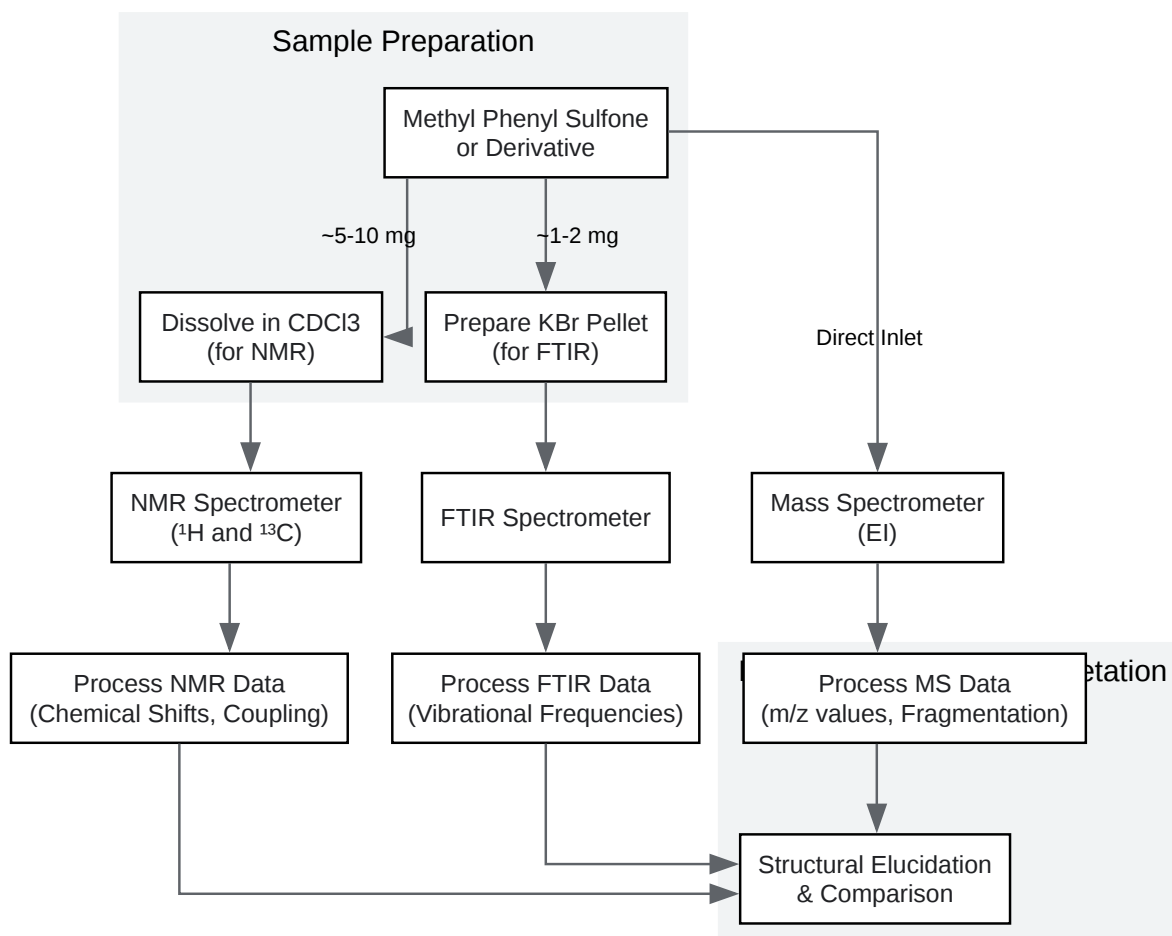 Sample Preparation
Methyl Phenyl Sulfone
or Derivative
~5-10 mg
~1-2 mg
Dissolve in CDCl3
(for NMR)
Prepare KBr Pellet
(for FTIR)
Direct Inlet
NMR Spectrometer
(¹H and ¹³C)
FTIR Spectrometer
Mass Spectrometer
(EI)
Process NMR Data
(Chemical Shifts, Coupling)
Process FTIR Data
(Vibrational Frequencies)
Process MS Data
(m/z values, Fragmentation)
Structural Elucidation
& Comparison